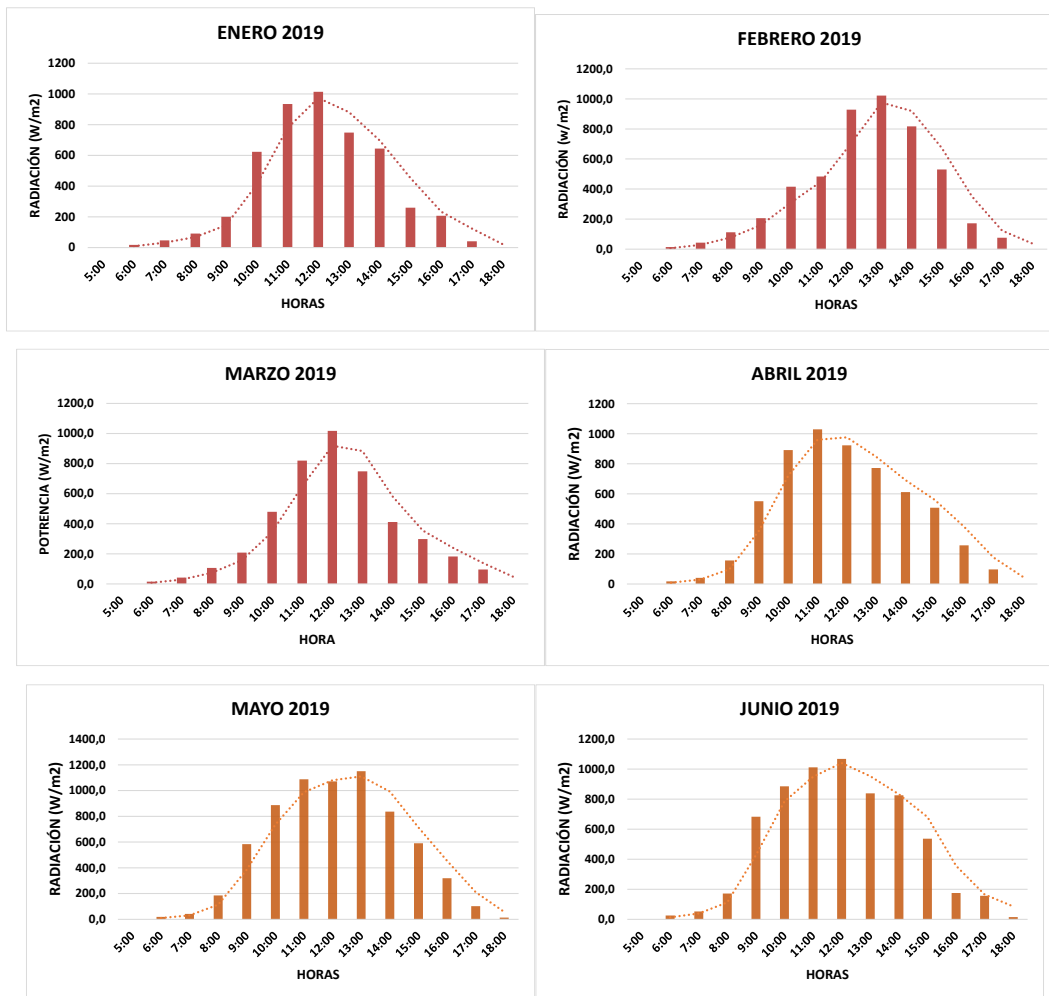 ENERO 2019
RADIACIÓN (W/m2)
1200
1000
800
600
400
200
0
5:00 6:00 7:00 8:00 9:00 10:00 11:00 12:00 13:00 14:00 15:00 16:00 17:00 18:00
HORAS
FEBRERO 2019
RADIACIÓN (w/m2)
1200,0
1000,0
800,0
600,0
400,0
200,0
0,0
5:00 6:00 7:00 8:00 9:00 10:00 11:00 12:00 13:00 14:00 15:00 16:00 17:00 18:00
HORAS
MARZO 2019
POTRENCIA (W/m2)
1200,0
1000,0
800,0
600,0
400,0
200,0
0,0
5:00 6:00 7:00 8:00 9:00 10:00 11:00 12:00 13:00 14:00 15:00 16:00 17:00 18:00
HORA
ABRIL 2019
RADIACIÓN (W/m2)
1200
1000
800
600
400
200
0
5:00 6:00 7:00 8:00 9:00 10:00 11:00 12:00 13:00 14:00 15:00 16:00 17:00 18:00
HORAS
MAYO 2019
RADIACIÓN (W/m2)
1400,0
1200,0
1000,0
800,0
600,0
400,0
200,0
0,0
5:00 6:00 7:00 8:00 9:00 10:00 11:00 12:00 13:00 14:00 15:00 16:00 17:00 18:00
HORAS
JUNIO 2019
RADIACIÓN (W/m2)
1200,0
1000,0
800,0
600,0
400,0
200,0
0,0
5:00 6:00 7:00 8:00 9:00 10:00 11:00 12:00 13:00 14:00 15:00 16:00 17:00 18:00
HORAS